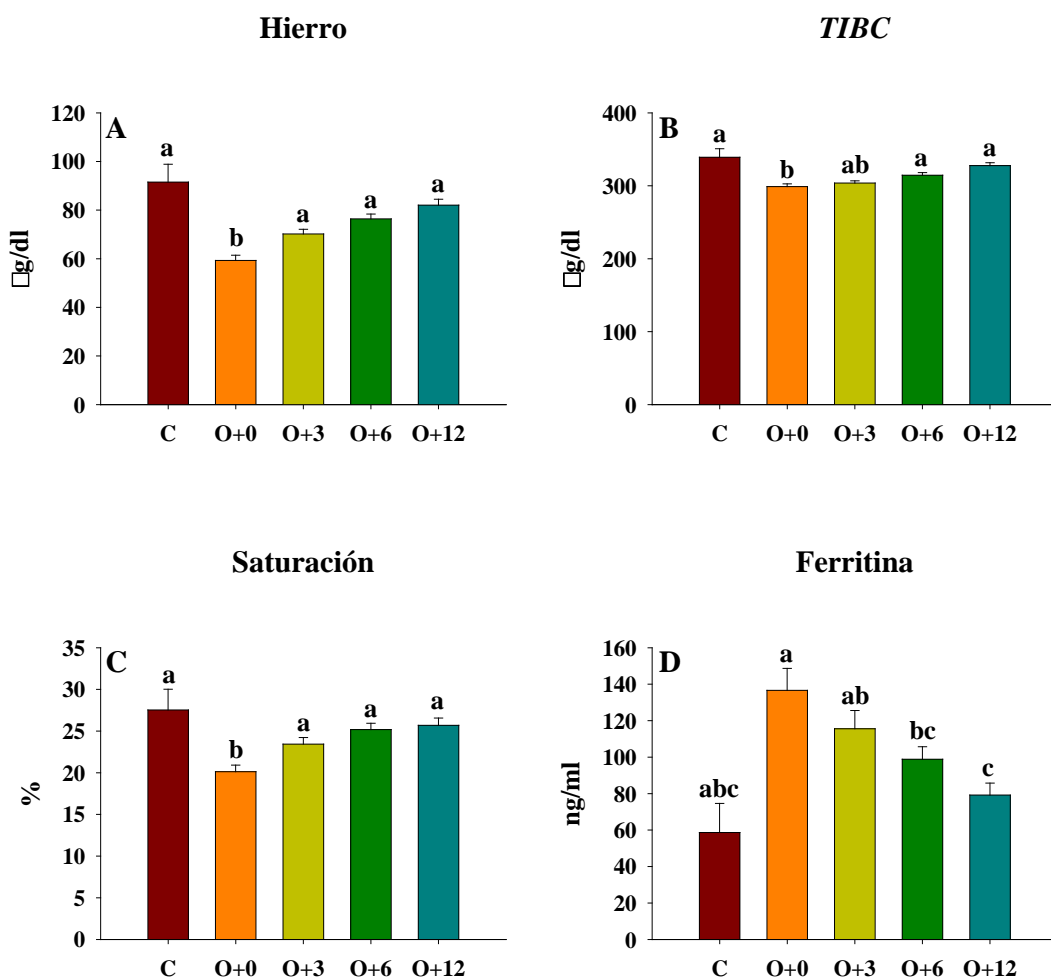 Hierro
TIBC
A
B
120
100
80
60
40
20
0
□g/dl
a
b
a
a
a
C O+0 O+3 O+6 O+12
400
300
200
100
0
□g/dl
a
b
ab
a
a
C O+0 O+3 O+6 O+12
Saturación
Ferritina
C
D
35
30
25
20
15
10
5
0
%
a
b
a
a
a
C O+0 O+3 O+6 O+12
160
140
120
100
80
60
40
20
0
ng/ml
abc
a
ab
bc
c
C O+0 O+3 O+6 O+12